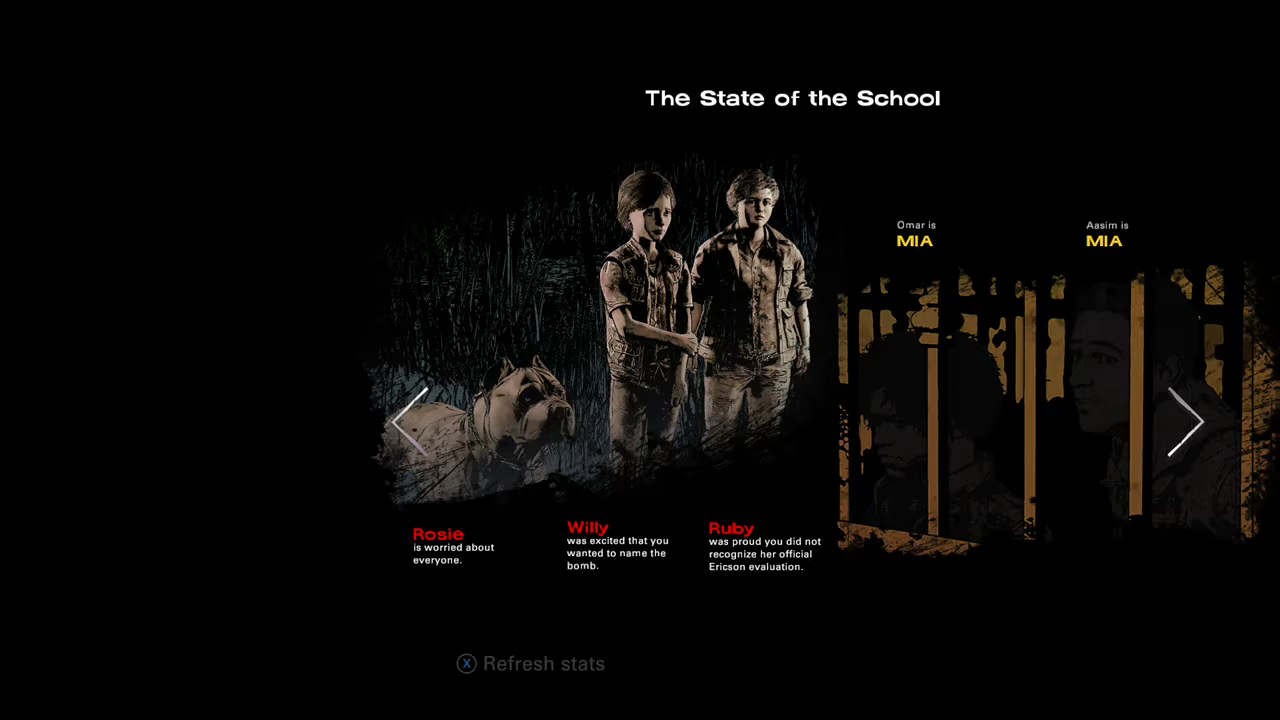 The State of the School
Omar is
MIA
Aasim is
MIA
Rosie
is worried about
everyone.
Willy
was excited that you
wanted to name the
bomb.
Ruby
was proud you did not
recognize her official
Ericson evaluation.
X Refresh stats